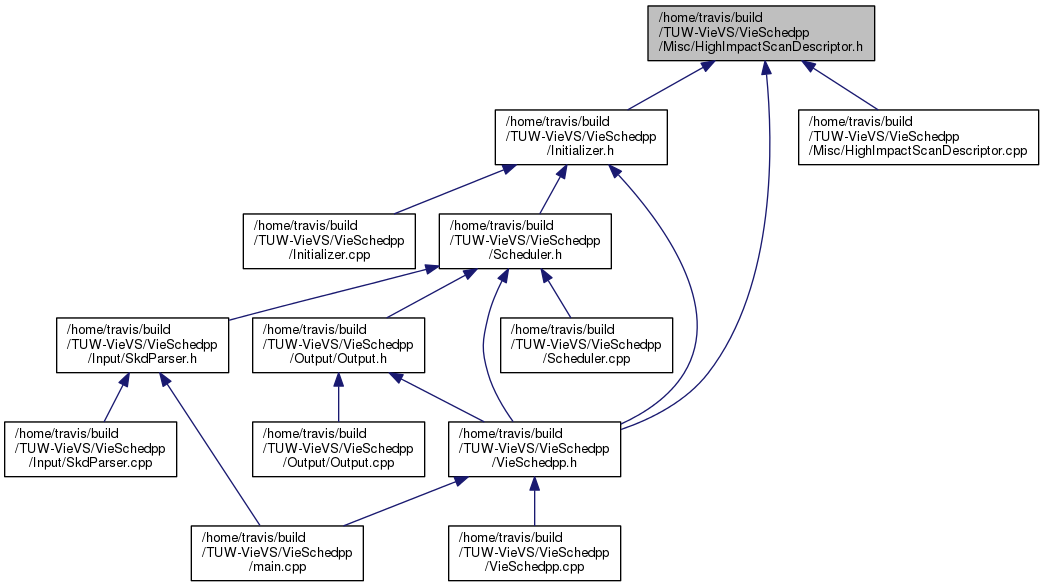 /home/travis/build
/TUW-VieVS/VieSchedpp
/Misc/HighImpactScanDescriptor.h
/home/travis/build
/TUW-VieVS/VieSchedpp
/Initializer.h
/home/travis/build
/TUW-VieVS/VieSchedpp
/Misc/HighImpactScanDescriptor.cpp
/home/travis/build
/TUW-VieVS/VieSchedpp
/Initializer.cpp
/home/travis/build
/TUW-VieVS/VieSchedpp
/Scheduler.h
/home/travis/build
/TUW-VieVS/VieSchedpp
/Input/SkdParser.h
/home/travis/build
/TUW-VieVS/VieSchedpp
/Output/Output.h
/home/travis/build
/TUW-VieVS/VieSchedpp
/Scheduler.cpp
/home/travis/build
/TUW-VieVS/VieSchedpp
/Input/SkdParser.cpp
/home/travis/build
/TUW-VieVS/VieSchedpp
/Output/Output.cpp
/home/travis/build
/TUW-VieVS/VieSchedpp
/VieSchedpp.h
/home/travis/build
/TUW-VieVS/VieSchedpp
/main.cpp
/home/travis/build
/TUW-VieVS/VieSchedpp
/VieSchedpp.cpp